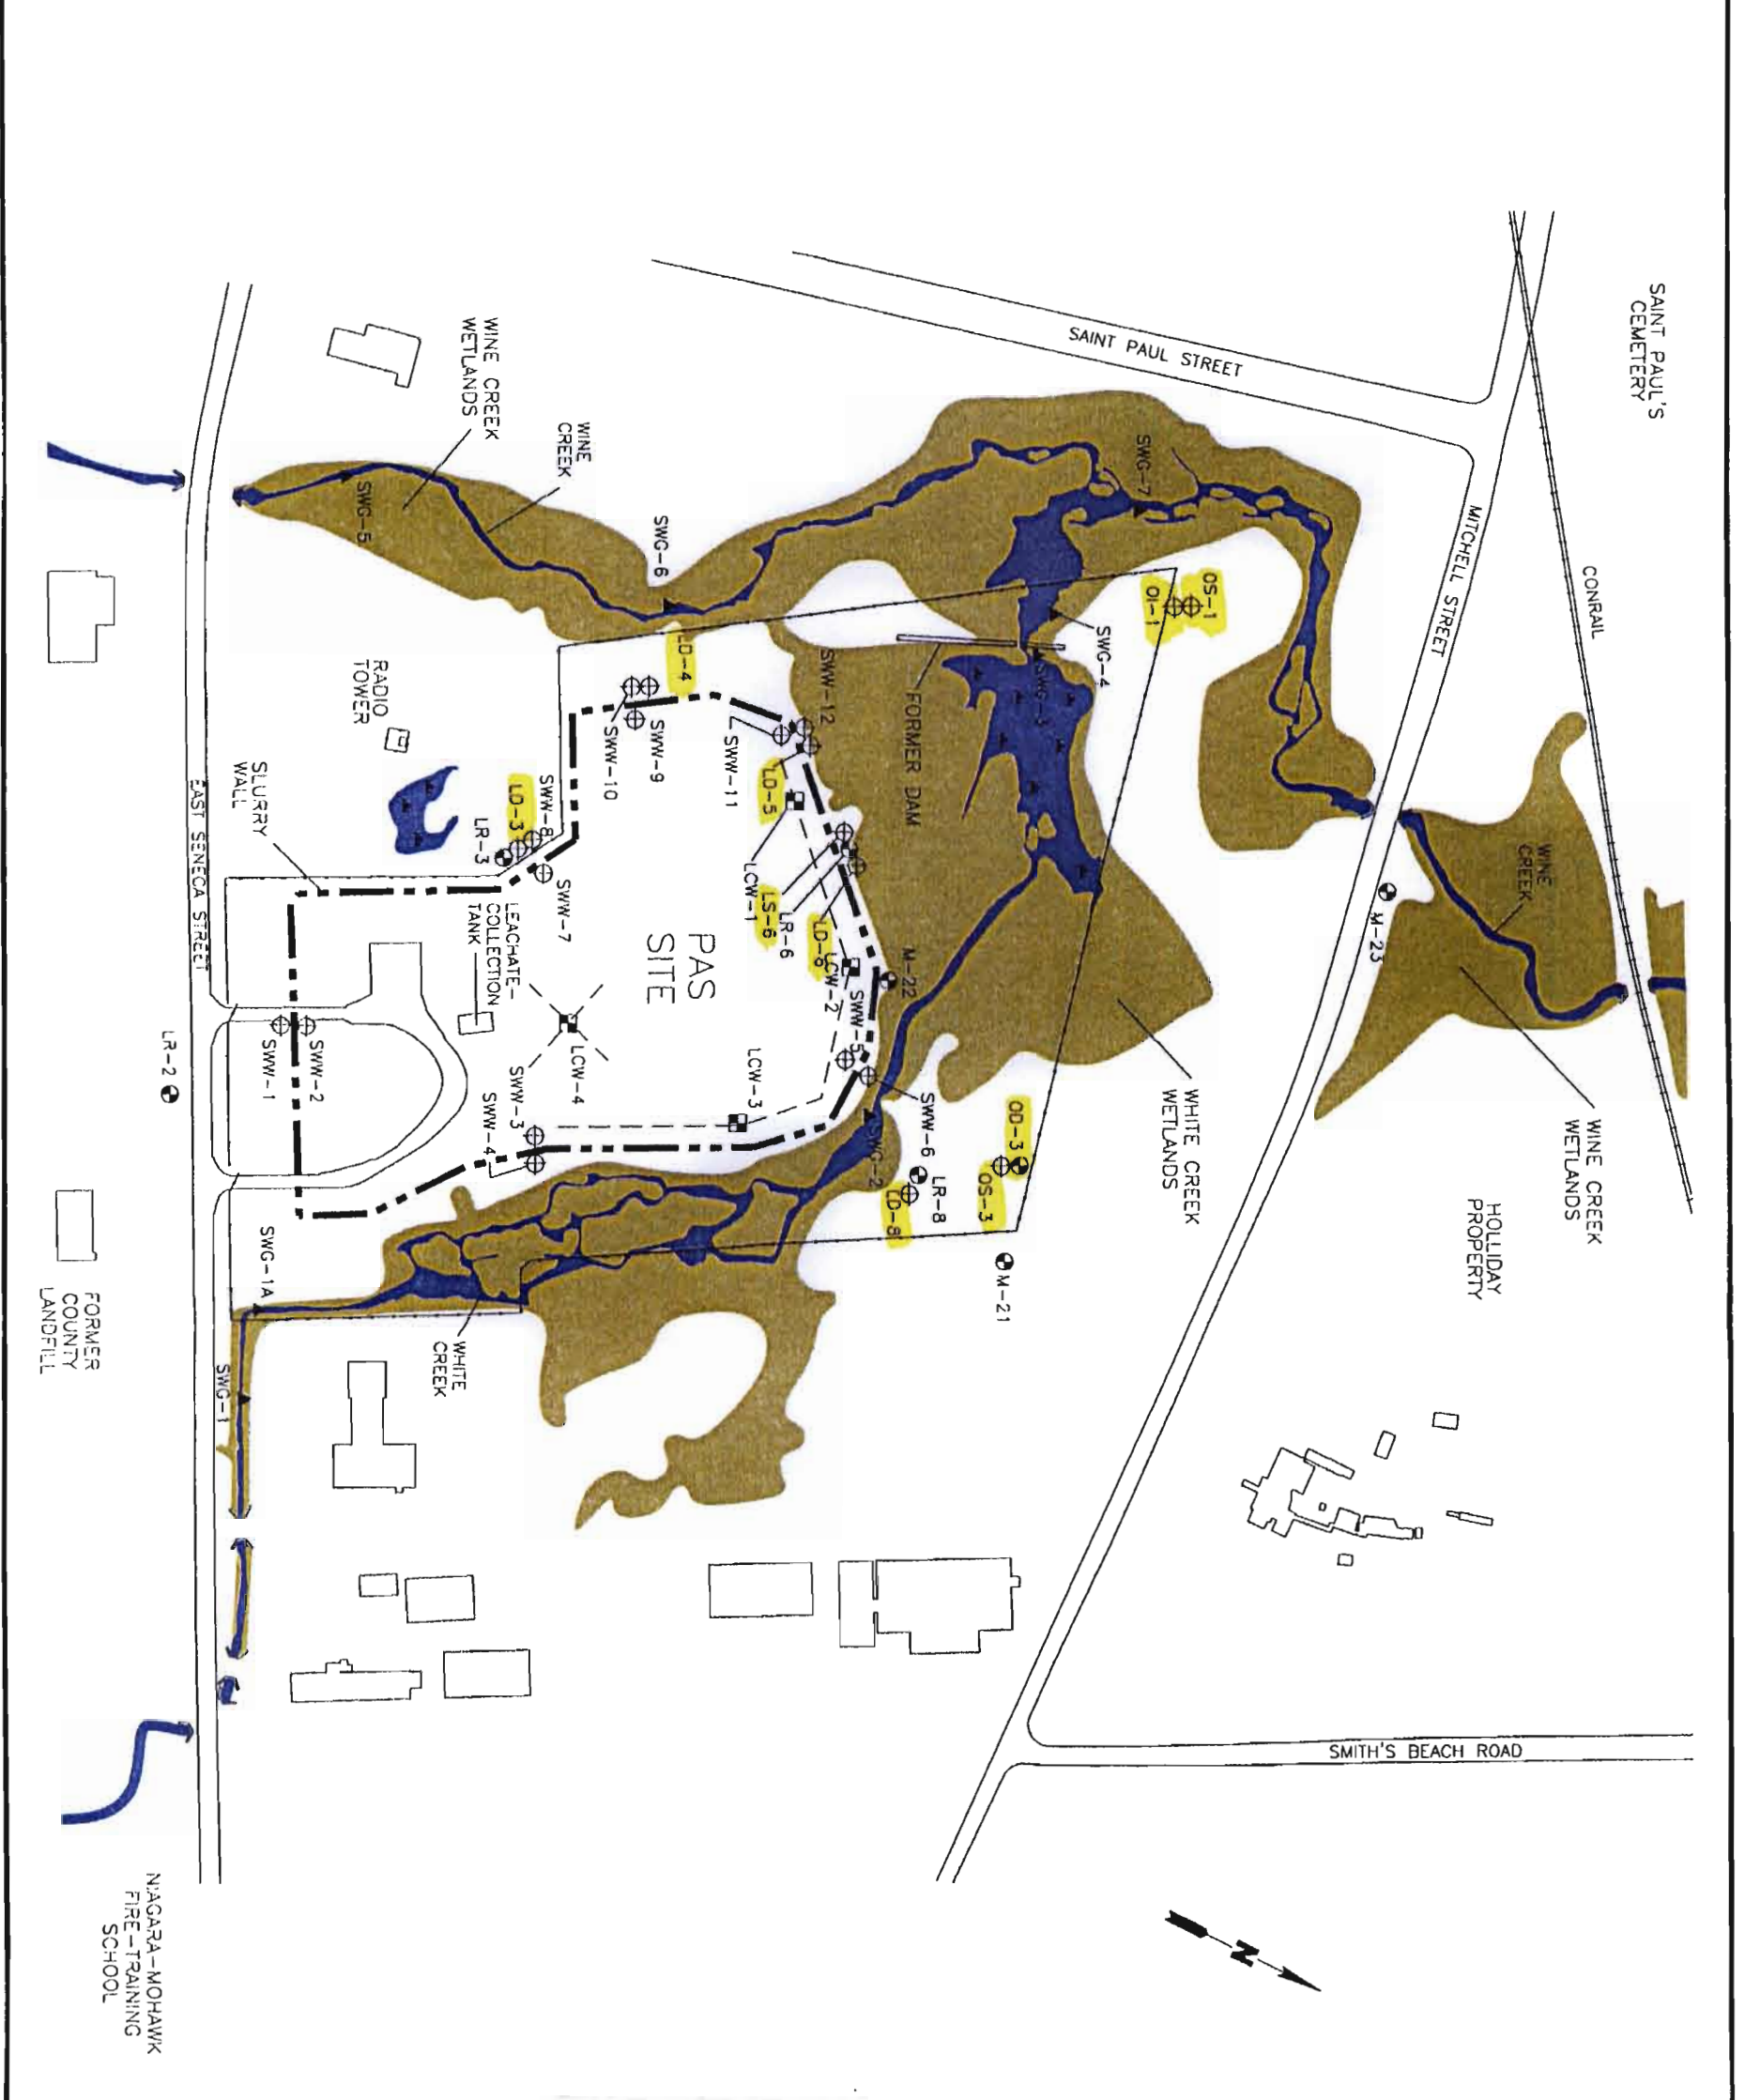 SAINT PAUL'S
CEMETERY
CONRAIL
MITCHELL STREET
SAINT PAUL STREET
WINE
CREEK
WINE CREEK
WETLANDS
HOLLIDAY
PROPERTY
M-23
OS-1
OI-1
SWG-7
SWG-4
SWG-3
FORMER DAM
WHITE CREEK
WETLANDS
WINE CREEK
WETLANDS
WINE
CREEK
SWG-5
SWG-6
LD-4
SWW-12
SWW-11
SWW-9
SWW-10
LD-5
LCW-1
LS-6
LR-6
LD-6
LCW-2
M-22
SWW-5
SWW-6
SWG-2
OD-3
OS-3
LR-8
LD-8
M-21
RADIO
TOWER
SLURRY
WALL
LD-3
SWW-8
LR-3
SWW-7
PAS
SITE
LEACHATE-
COLLECTION
TANK
LCW-4
LCW-3
SWW-3
SWW-4
SWW-2
SWW-1
LR-2
EAST SENECA STREET
SWG-1A
SWG-1
WHITE
CREEK
FORMER
COUNTY
LANDFILL
SMITH'S BEACH ROAD
N
NIAGARA-MOHAWK
FIRE-TRAINING
SCHOOL